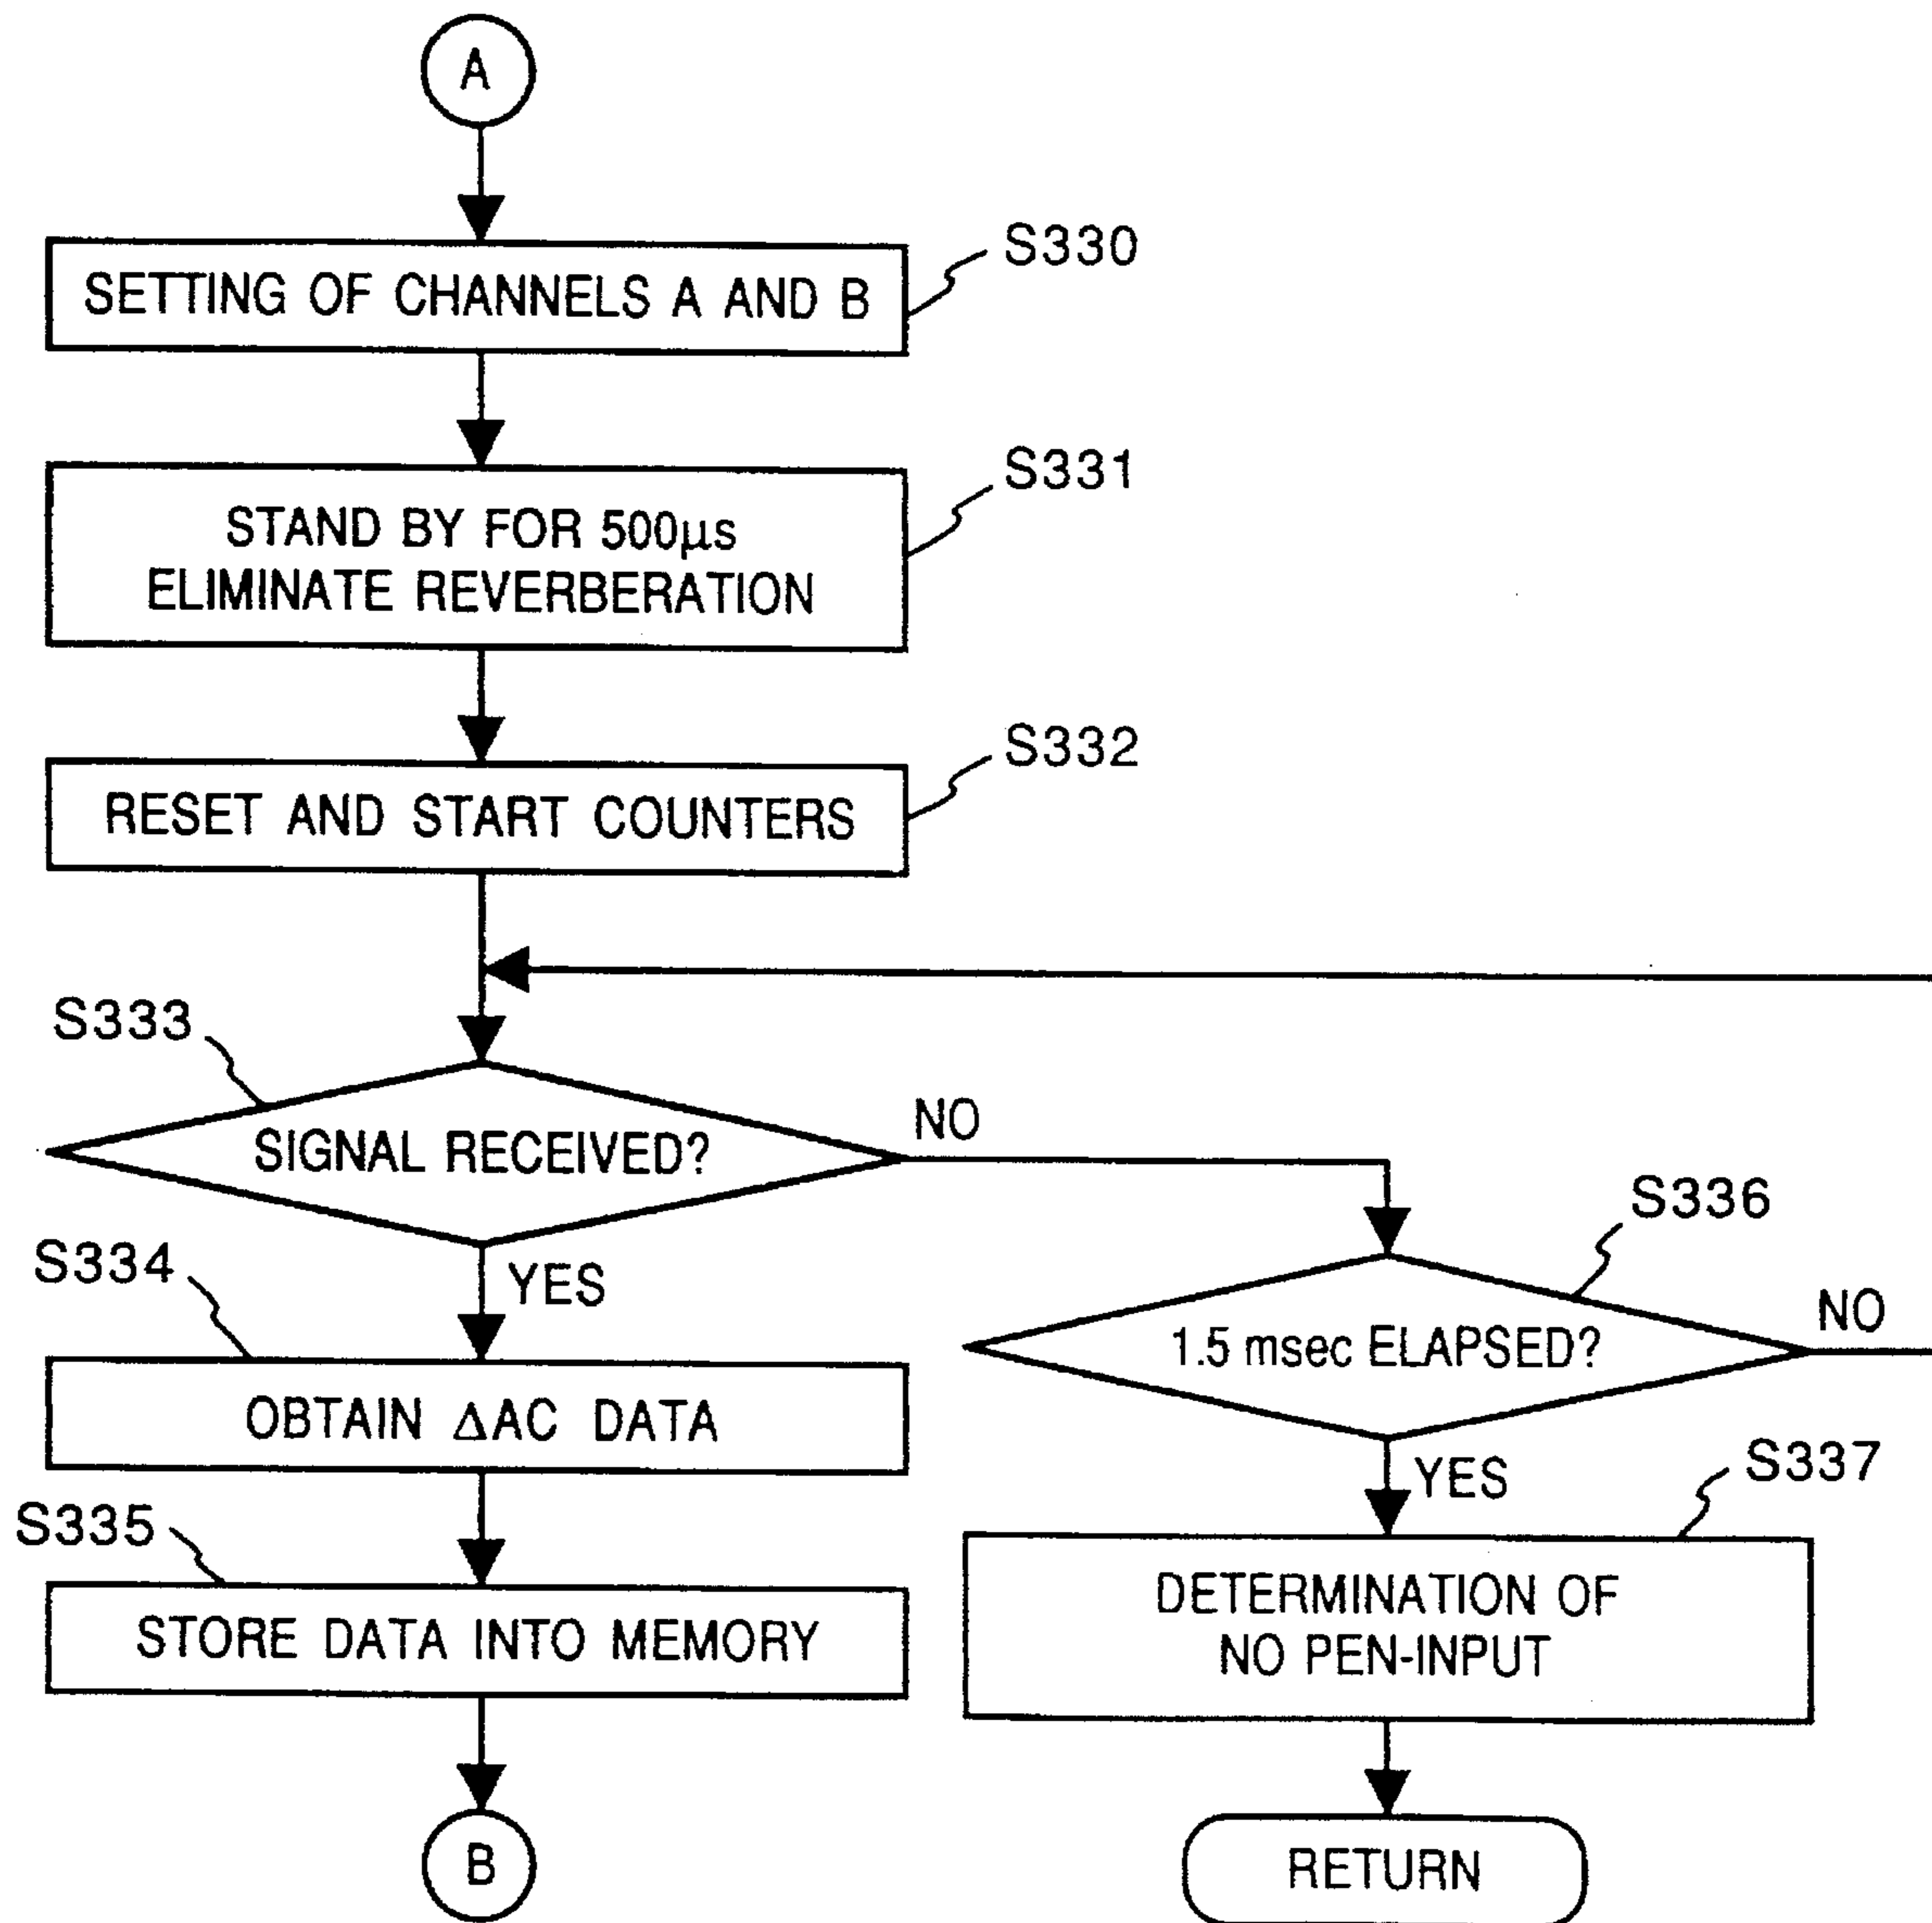 A
S330
SETTING OF CHANNELS A AND B
S331
STAND BY FOR 500µs
ELIMINATE REVERBERATION
S332
RESET AND START COUNTERS
S333
SIGNAL RECEIVED?
NO
YES
S334
OBTAIN ΔAC DATA
S335
STORE DATA INTO MEMORY
B
S336
1.5 msec ELAPSED?
NO
YES
S337
DETERMINATION OF
NO PEN-INPUT
RETURN